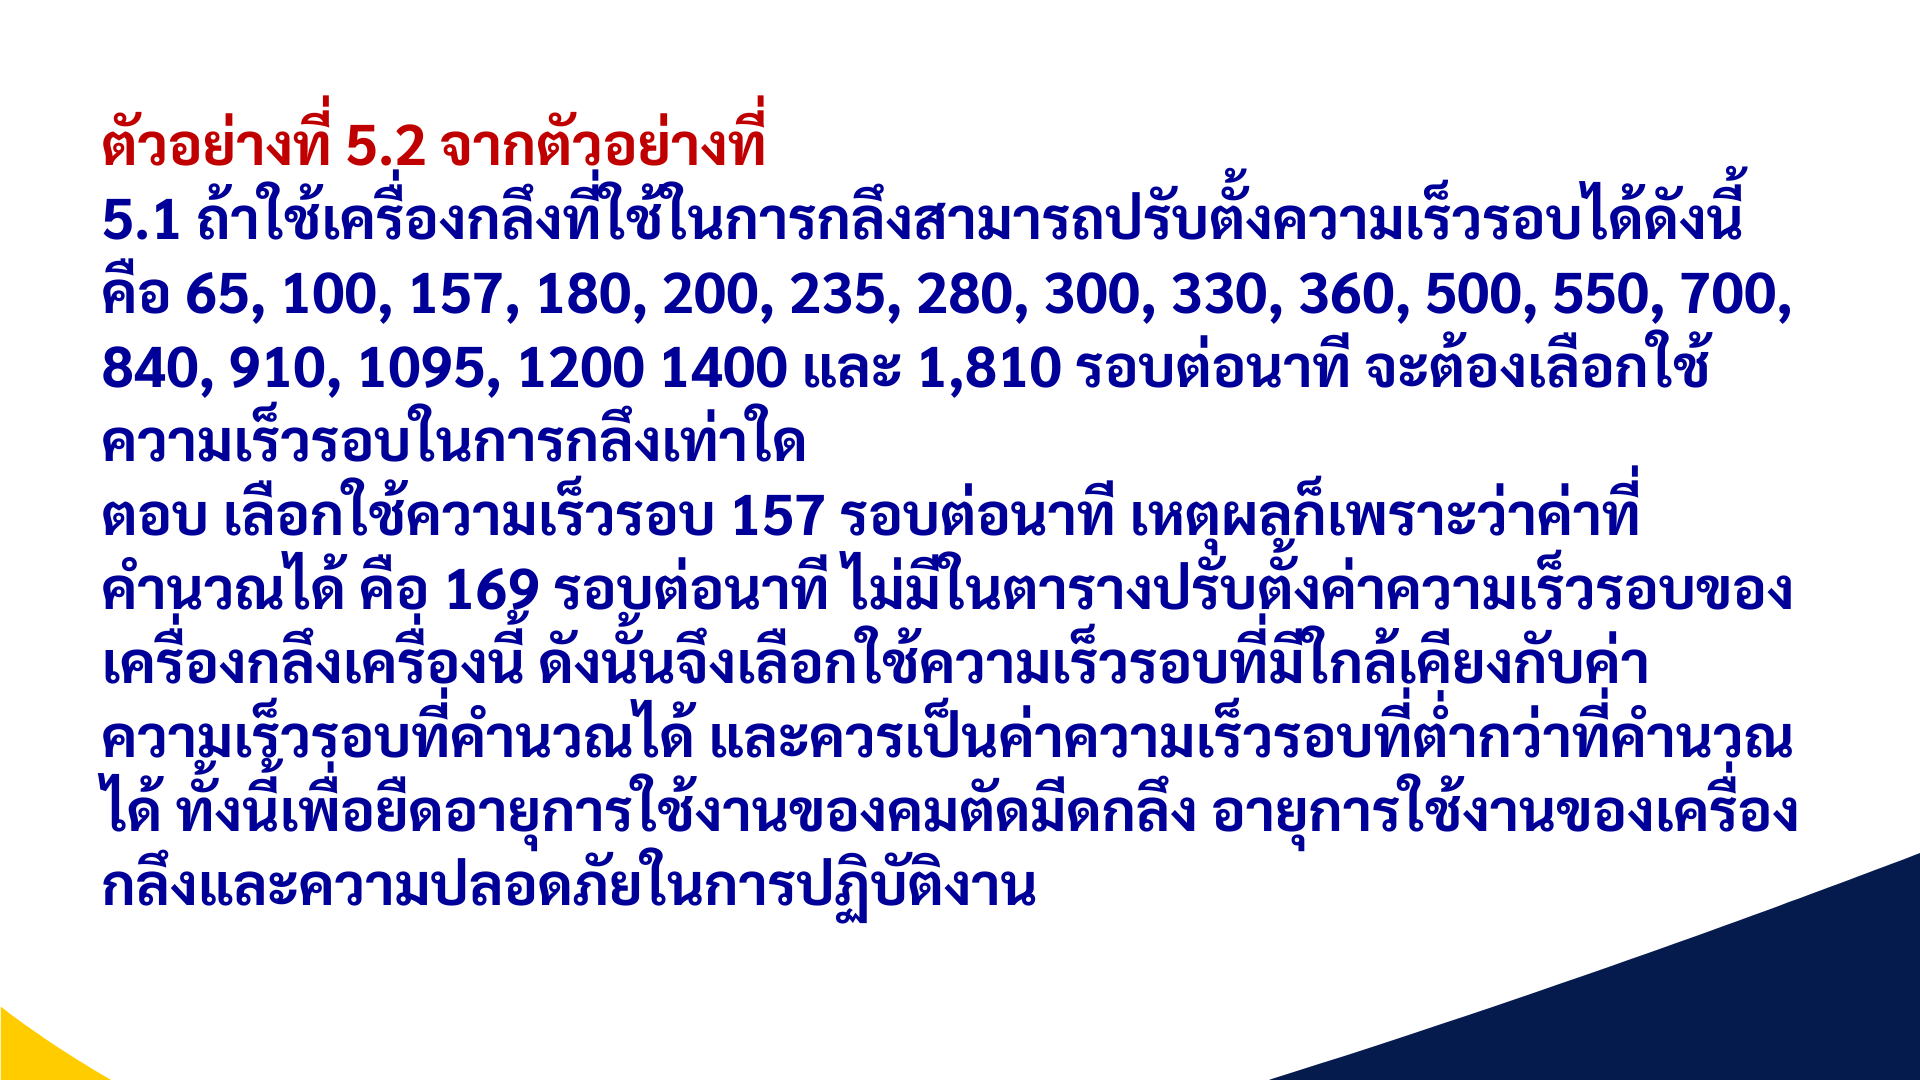 ตัวอย่างที่ 5.2 จากตัวอย่างที่
5.1 ถ้าใช้เครื่องกลึงที่ใช้ในการกลึงสามารถปรับตั้งความเร็วรอบได้ดังนี้
คือ 65, 100, 157, 180, 200, 235, 280, 300, 330, 360, 500, 550, 700,
840, 910, 1095, 1200 1400 และ 1,810 รอบต่อนาที จะต้องเลือกใช้
ความเร็วรอบในการกลึงเท่าใด
ตอบ เลือกใช้ความเร็วรอบ 157 รอบต่อนาที เหตุผลก็เพราะว่าค่าที่
คำนวณได้ คือ 169 รอบต่อนาที ไม่มีในตารางปรับตั้งค่าความเร็วรอบของ
เครื่องกลึงเครื่องนี้ ดังนั้นจึงเลือกใช้ความเร็วรอบที่มีใกล้เคียงกับค่า
ความเร็วรอบที่คำนวณได้ และควรเป็นค่าความเร็วรอบที่ต่ำกว่าที่คำนวณ
ได้ ทั้งนี้เพื่อยืดอายุการใช้งานของคมตัดมีดกลึง อายุการใช้งานของเครื่อง
กลึงและความปลอดภัยในการปฏิบัติงาน